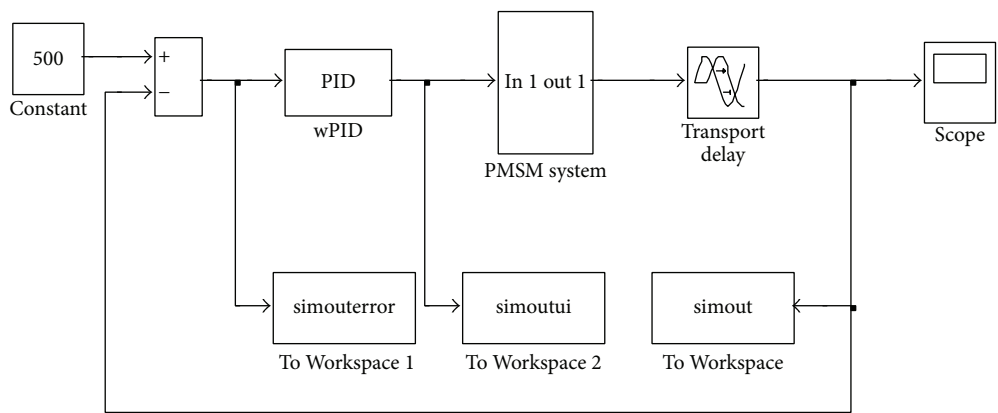 500
Constant
+
−
PID
wPID
In 1 out 1
PMSM system
Transport
delay
Scope
simouterror
To Workspace 1
simoutui
To Workspace 2
simout
To Workspace